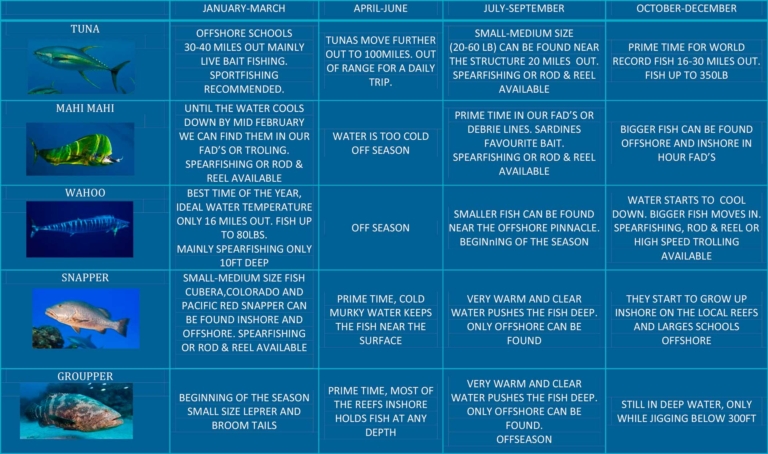 JANUARY-MARCH
APRIL-JUNE
JULY-SEPTEMBER
OCTOBER-DECEMBER
TUNA
OFFSHORE SCHOOLS
30-40 MILES OUT MAINLY
LIVE BAIT FISHING.
SPORTFISHING
RECOMMENDED.
TUNAS MOVE FURTHER
OUT TO 100MILES. OUT
OF RANGE FOR A DAILY
TRIP.
SMALL-MEDIUM SIZE
(20-60 LB) CAN BE FOUND NEAR
THE STRUCTURE 20 MILES OUT.
SPEARFISHING OR ROD & REEL
AVAILABLE
PRIME TIME FOR WORLD
RECORD FISH 16-30 MILES OUT.
FISH UP TO 350LB
MAHI MAHI
UNTIL THE WATER COOLS
DOWN BY MID FEBRUARY
WE CAN FIND THEM IN OUR
FAD'S OR TROLING.
SPEARFISHING OR ROD &
REEL AVAILABLE
WATER IS TOO COLD
OFF SEASON
PRIME TIME IN OUR FAD'S OR
DEBRIE LINES. SARDINES
FAVOURITE BAIT.
SPEARFISHING OR ROD & REEL
AVAILABLE
BIGGER FISH CAN BE FOUND
OFFSHORE AND INSHORE IN
HOUR FAD'S
WAHOO
BEST TIME OF THE YEAR,
IDEAL WATER TEMPERATURE
ONLY 16 MILES OUT. FISH UP
TO 80LBS.
MAINLY SPEARFISHING ONLY
10FT DEEP
OFF SEASON
SMALLER FISH CAN BE FOUND
NEAR THE OFFSHORE PINNACLE.
BEGINnING OF THE SEASON
WATER STARTS TO COOL
DOWN. BIGGER FISH MOVES IN.
SPEARFISHING, ROD & REEL OR
HIGH SPEED TROLLING
AVAILABLE
SNAPPER
SMALL-MEDIUM SIZE FISH
CUBERA,COLORADO AND
PACIFIC RED SNAPPER CAN
BE FOUND INSHORE AND
OFFSHORE. SPEARFISHING
OR ROD & REEL AVAILABLE
PRIME TIME, COLD
MURKY WATER KEEPS
THE FISH NEAR THE
SURFACE
VERY WARM AND CLEAR
WATER PUSHES THE FISH DEEP.
ONLY OFFSHORE CAN BE
FOUND
THEY START TO GROW UP
INSHORE ON THE LOCAL REEFS
AND LARGES SCHOOLS
OFFSHORE
GROUPPER
BEGINNING OF THE SEASON
SMALL SIZE LEPRER AND
BROOM TAILS
PRIME TIME, MOST OF
THE REEFS INSHORE
HOLDS FISH AT ANY
DEPTH
VERY WARM AND CLEAR
WATER PUSHES THE FISH DEEP.
ONLY OFFSHORE CAN BE
FOUND.
OFFSEASON
STILL IN DEEP WATER, ONLY
WHILE JIGGING BELOW 300FT